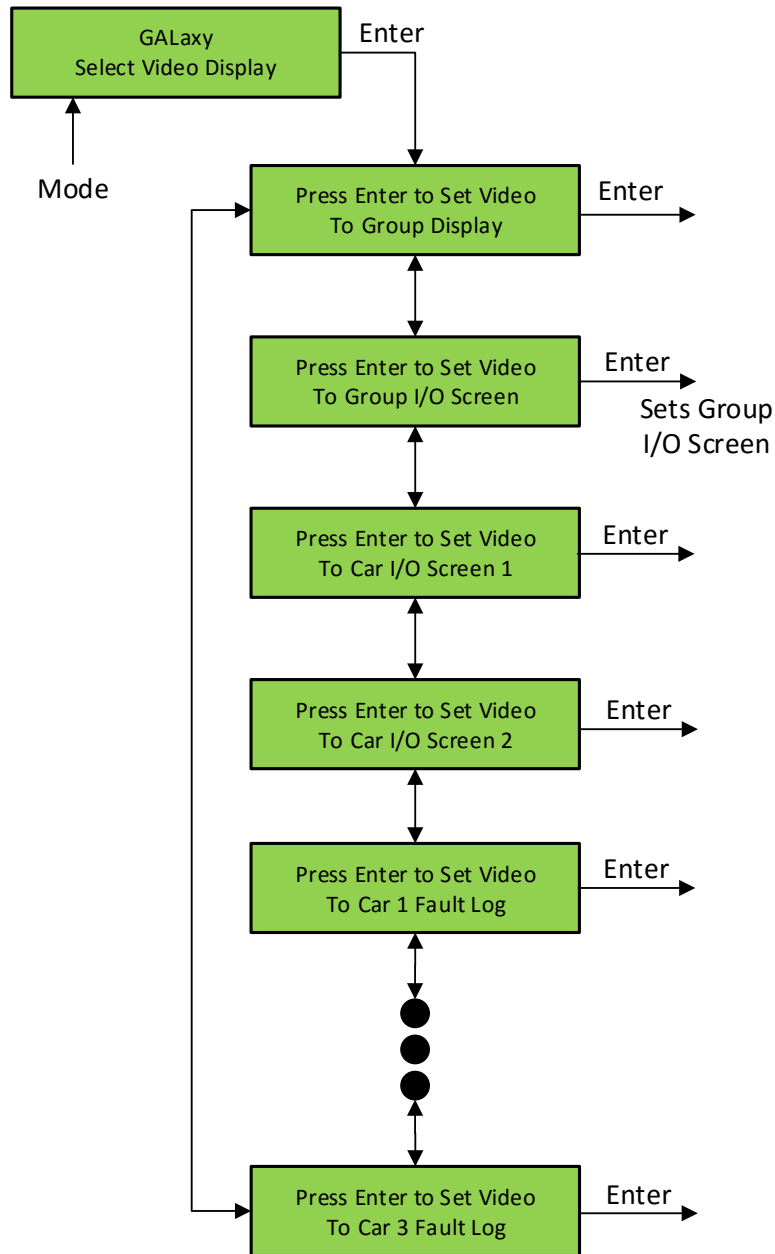 GALaxy
Select Video Display
Enter
Mode
Press Enter to Set Video
To Group Display
Enter
Press Enter to Set Video
To Group I/O Screen
Enter
Sets Group
I/O Screen
Press Enter to Set Video
To Car I/O Screen 1
Enter
Press Enter to Set Video
To Car I/O Screen 2
Enter
Press Enter to Set Video
To Car 1 Fault Log
Enter
Press Enter to Set Video
To Car 3 Fault Log
Enter